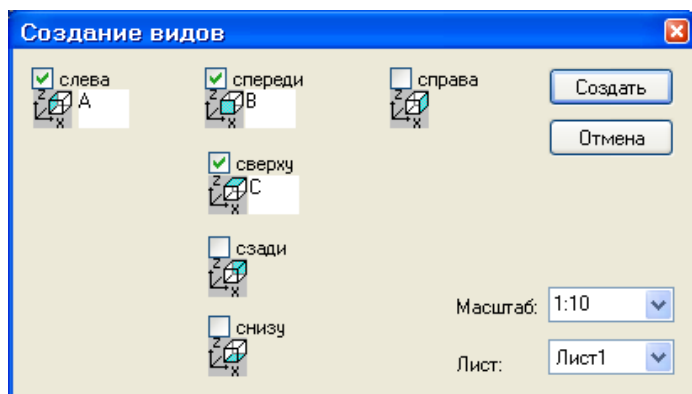 Создание видов
слева спереди справа Создать
Z X A Z X B Z X
Отмена
сверху
Z X C
сзади
Z X
Масштаб: 1:10
снизу
Z X
Лист: Лист1